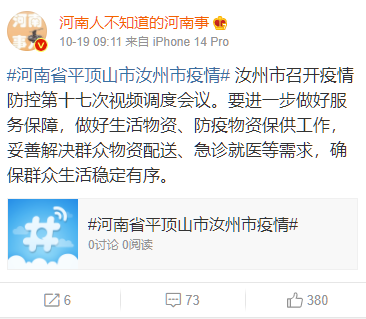 河南人不知道的河南事
10-19 09:11 来自 iPhone 14 Pro
#河南省平顶山市汝州市疫情# 汝州市召开疫情
防控第十七次视频调度会议。要进一步做好服
务保障，做好生活物资、防疫物资保供工作，
妥善解决群众物资配送、急诊就医等需求，确
保群众生活稳定有序。
#河南省平顶山市汝州市疫情#
0讨论 0阅读
6 73 380